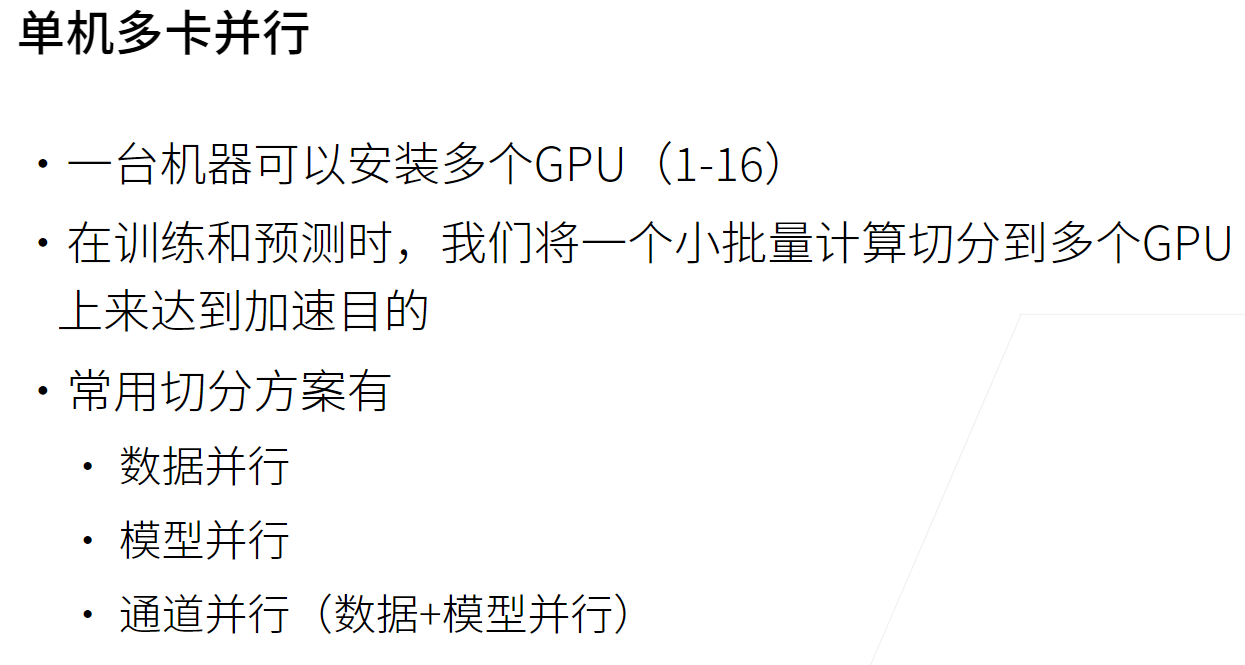 单机多卡并行
• 一台机器可以安装多个GPU（1-16）
• 在训练和预测时，我们将一个小批量计算切分到多个GPU
上来达到加速目的
• 常用切分方案有
• 数据并行
• 模型并行
• 通道并行（数据+模型并行）